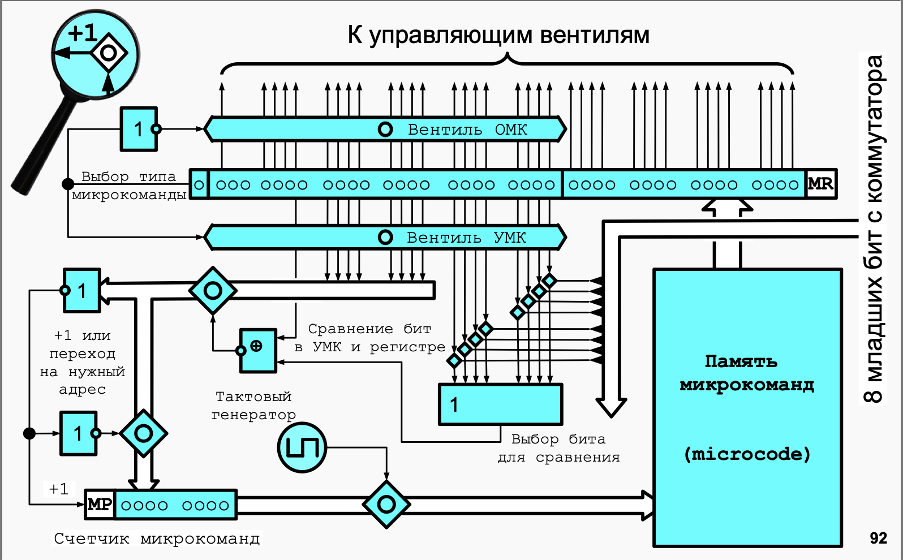 +1
К управляющим вентилям
1
Вентиль ОМК
Выбор типа
микрокоманды
MR
Вентиль УМК
8 младших бит с коммутатора
1
+1 или
переход
на нужный
адрес
Сравнение бит
в УМК и регистре
⊕
Память
микрокоманд
(microcode)
Тактовый
генератор
1
1
Выбор бита
для сравнения
+1
MP
Счетчик микрокоманд
92